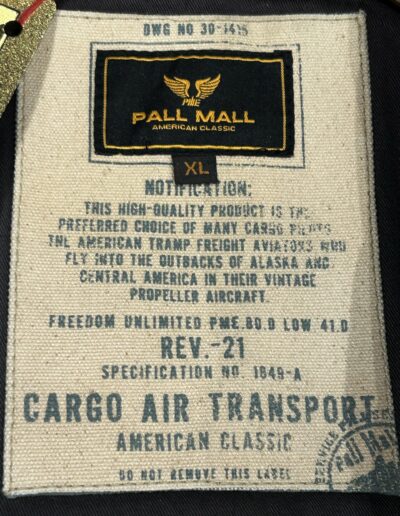 DWG NO 30-1415
PME
PALL MALL
AMERICAN CLASSIC
XL
NOTIFICATION:
THIS HIGH-QUALITY PRODUCT IS THE
PREFERRED CHOICE OF MANY CARGO PILOTS
THE AMERICAN TRAMP FREIGHT AVIATORS WHO
FLY INTO THE OUTBACKS OF ALASKA AND
CENTRAL AMERICA IN THEIR VINTAGE
PROPELLER AIRCRAFT.
FREEDOM UNLIMITED PME.80.0 LOW 41.0
REV.-21
SPECIFICATION NO. 1849-A
CARGO AIR TRANSPORT
AMERICAN CLASSIC
DO NOT REMOVE THIS LABEL
Pall Mall